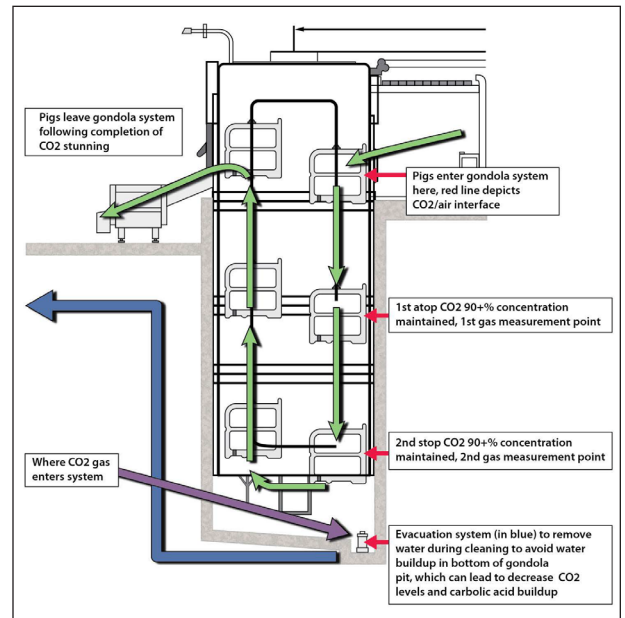 Pigs leave gondola system
following completion of
CO2 stunning
Pigs enter gondola system
here, red line depicts
CO2/air interface
1st atop CO2 90+% concentration
maintained, 1st gas measurement point
2nd stop CO2 90+% concentration
maintained, 2nd gas measurement point
Where CO2 gas
enters system
Evacuation system (in blue) to remove
water during cleaning to avoid water
buildup in bottom of gondola
pit, which can lead to decrease CO2
levels and carbolic acid buildup